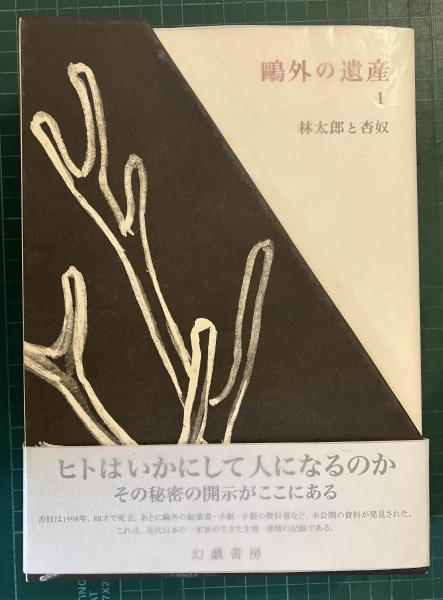 鷗外の遺産
1
林太郎と杏奴
ヒトはいかにして人になるのか
その秘密の開示がここにある
杏奴は1998年、88才で死去。あとに鷗外の絵葉書・手紙・手製の教科書など、未公開の資料が発見された。
これは、近代日本の一家族の生きた生態・感情の記録である。
幻戯書房